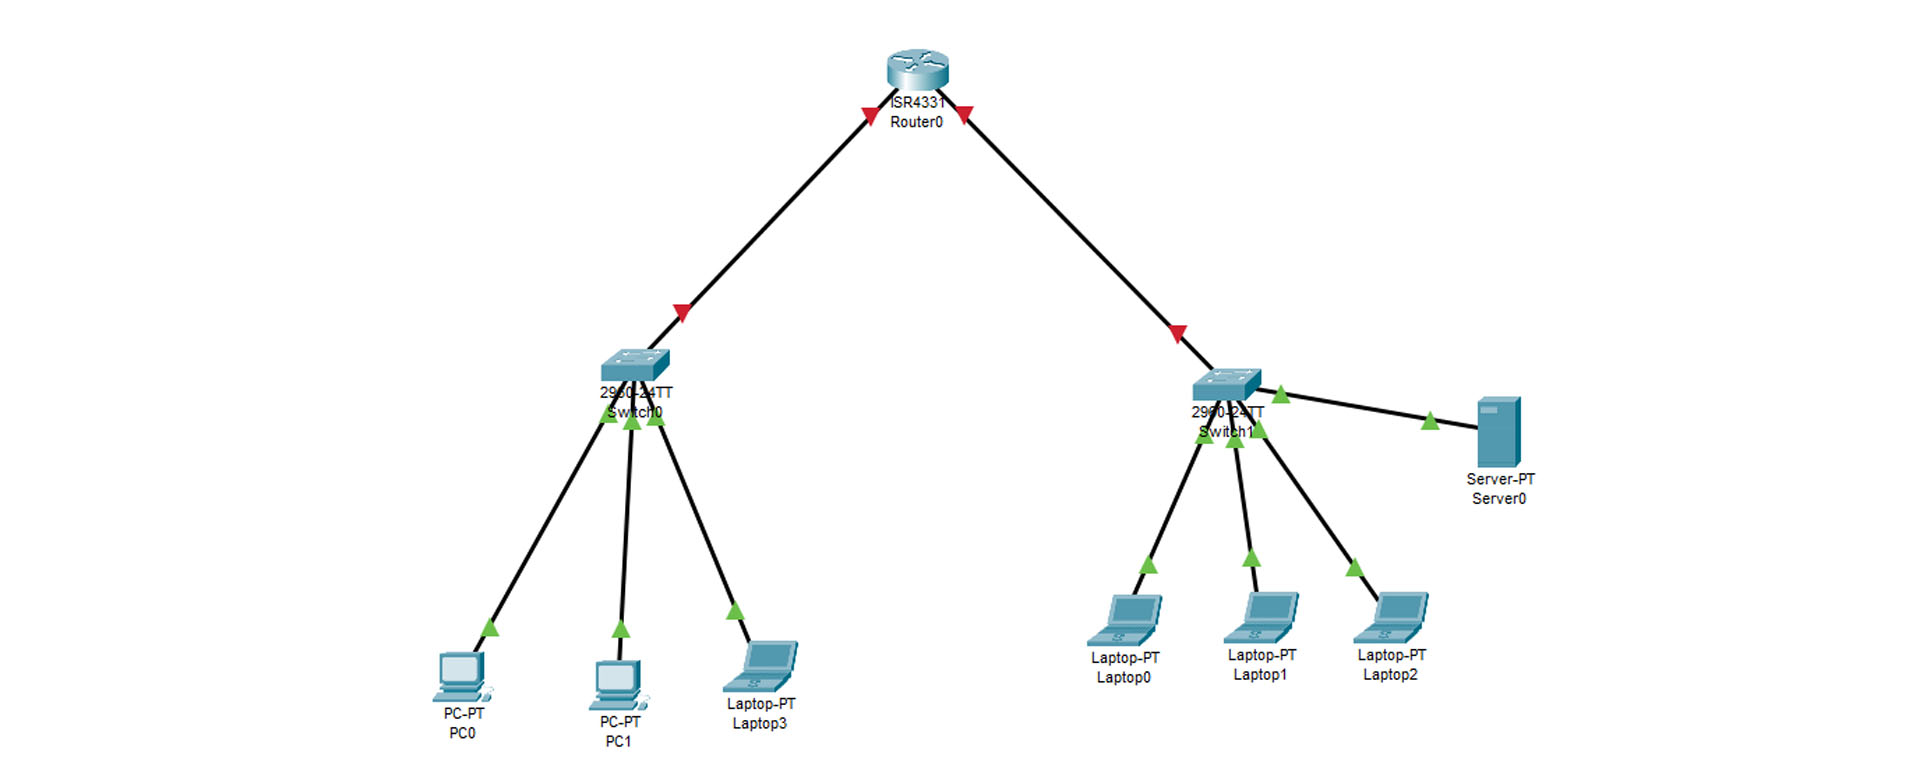 ISR4331
Router0
2960-24TT
Switch0
2960-24TT
Switch1
Server-PT
Server0
PC-PT
PC0
PC-PT
PC1
Laptop-PT
Laptop3
Laptop-PT
Laptop0
Laptop-PT
Laptop1
Laptop-PT
Laptop2